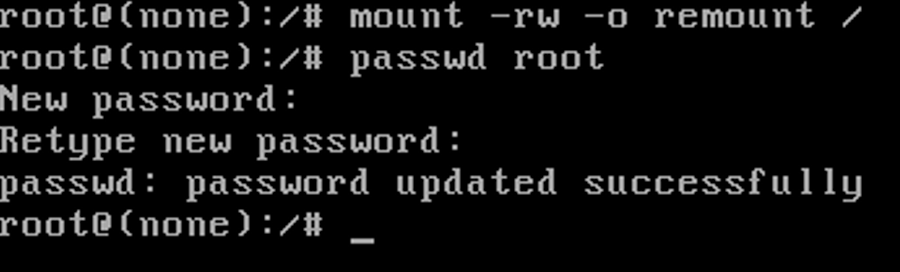 root@(none):/# mount -rw -o remount /
root@(none):/# passwd root
New password:
Retype new password:
passwd: password updated successfully
root@(none):/# _